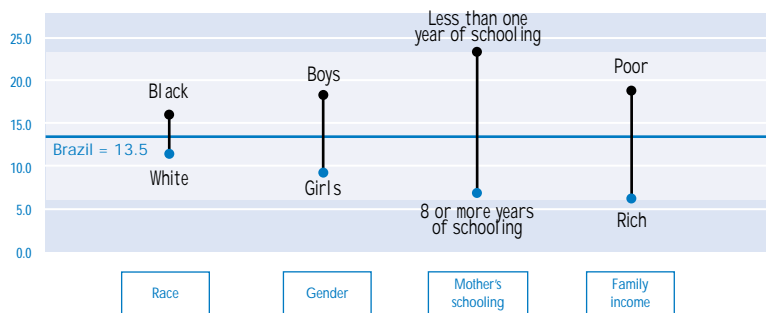 Less than one
year of schooling
25.0
Boys
Poor
20.0
Black
15.0
Brazil = 13.5
10.0
White
Girls
5.0
8 or more years
of schooling
Rich
0.0
Race
Gender
Mother's
schooling
Family
income